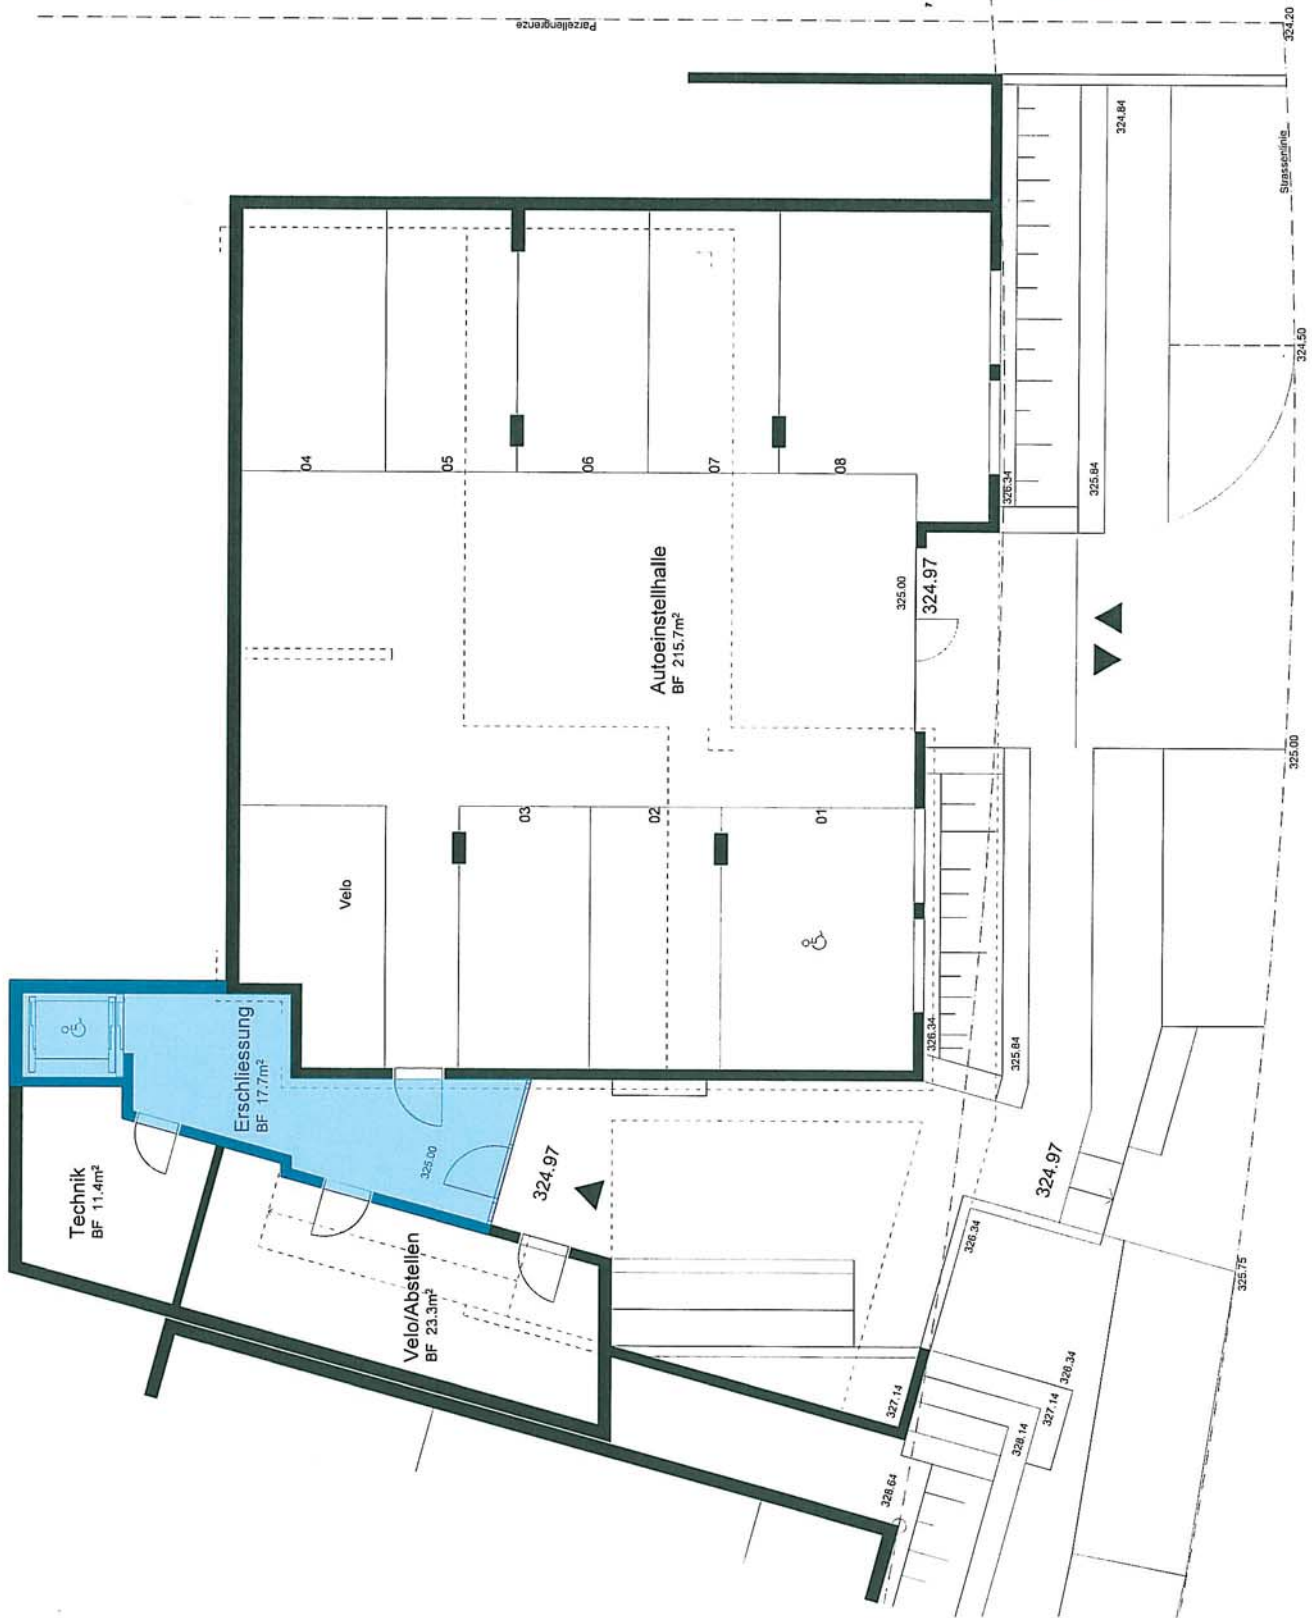 Parzellengrenze
324.20
324.84
Strassenlinie
324.50
04
05
06
07
08
326.34
325.84
Autoeinstellhalle
BF 215.7m²
325.00
324.97
325.00
03
02
01
Velo
326.34
325.84
Erschliessung
BF 17.7m²
325.00
324.97
324.97
Technik
BF 11.4m²
Velo/Abstellen
BF 23.3m²
326.34
325.75
327.14
326.34
327.14
328.14
328.64